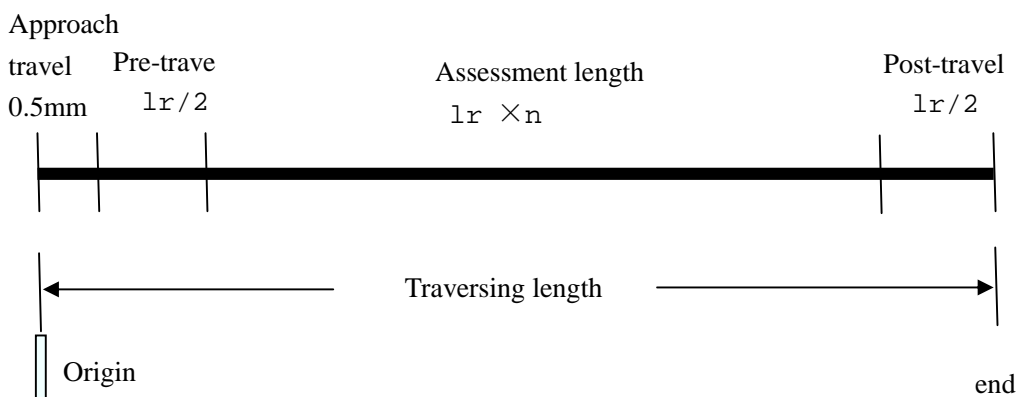 Approach
travel
0.5mm
Pre-trave
lr/2
Assessment length
lr ×n
Post-travel
lr/2
Traversing length
Origin
end